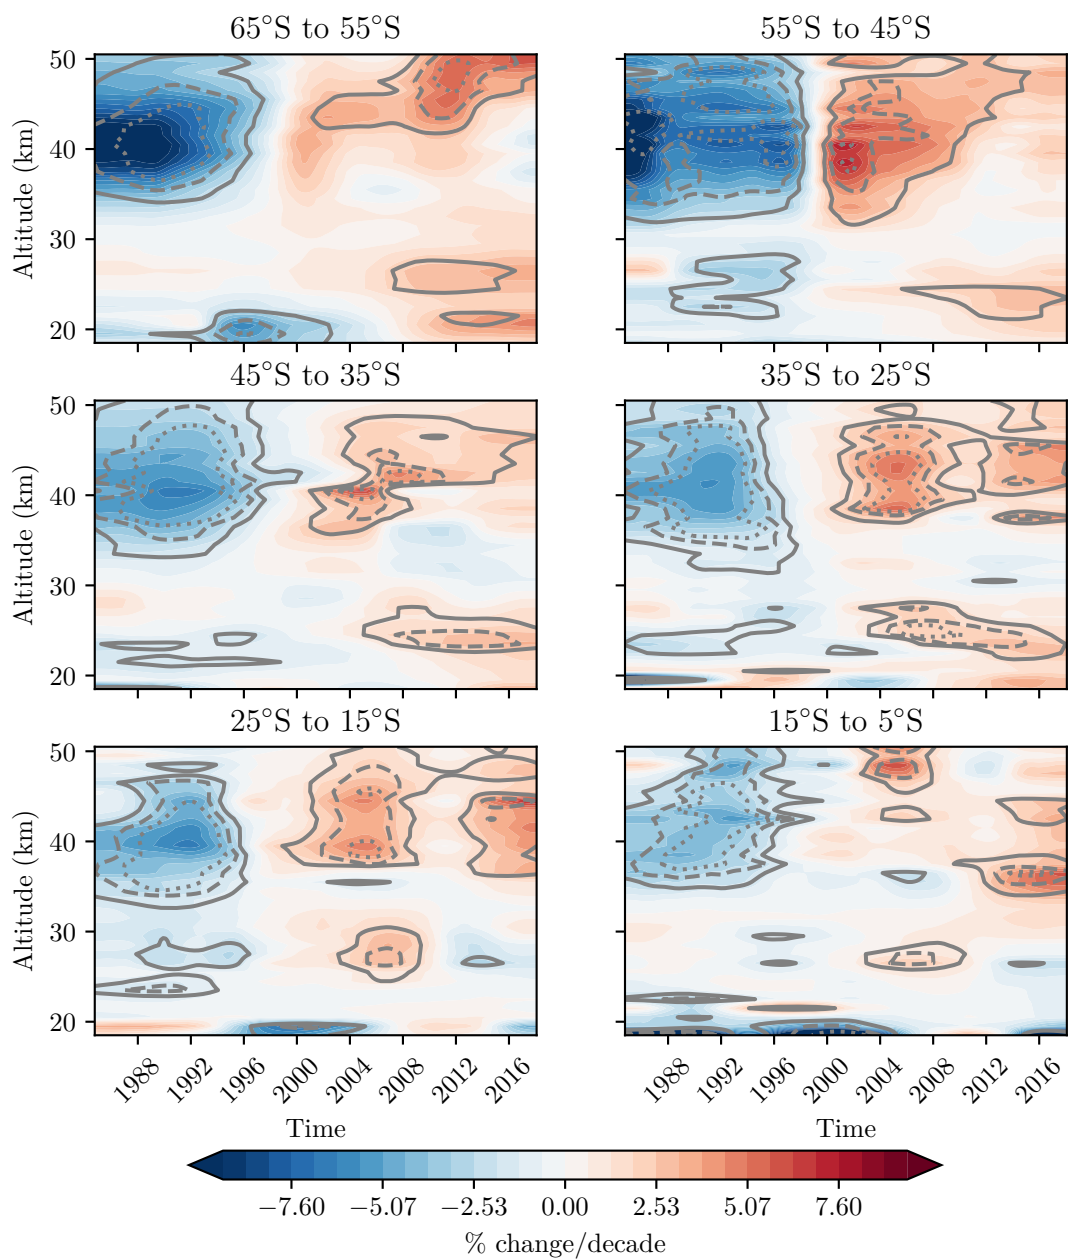 65°S to 55°S
55°S to 45°S
50
40
30
20
Altitude (km)
45°S to 35°S
35°S to 25°S
50
40
30
20
Altitude (km)
25°S to 15°S
15°S to 5°S
50
40
30
20
Altitude (km)
1988 1992 1996 2000 2004 2008 2012 2016
1988 1992 1996 2000 2004 2008 2012 2016
Time
Time
−7.60 −5.07 −2.53 0.00 2.53 5.07 7.60
% change/decade